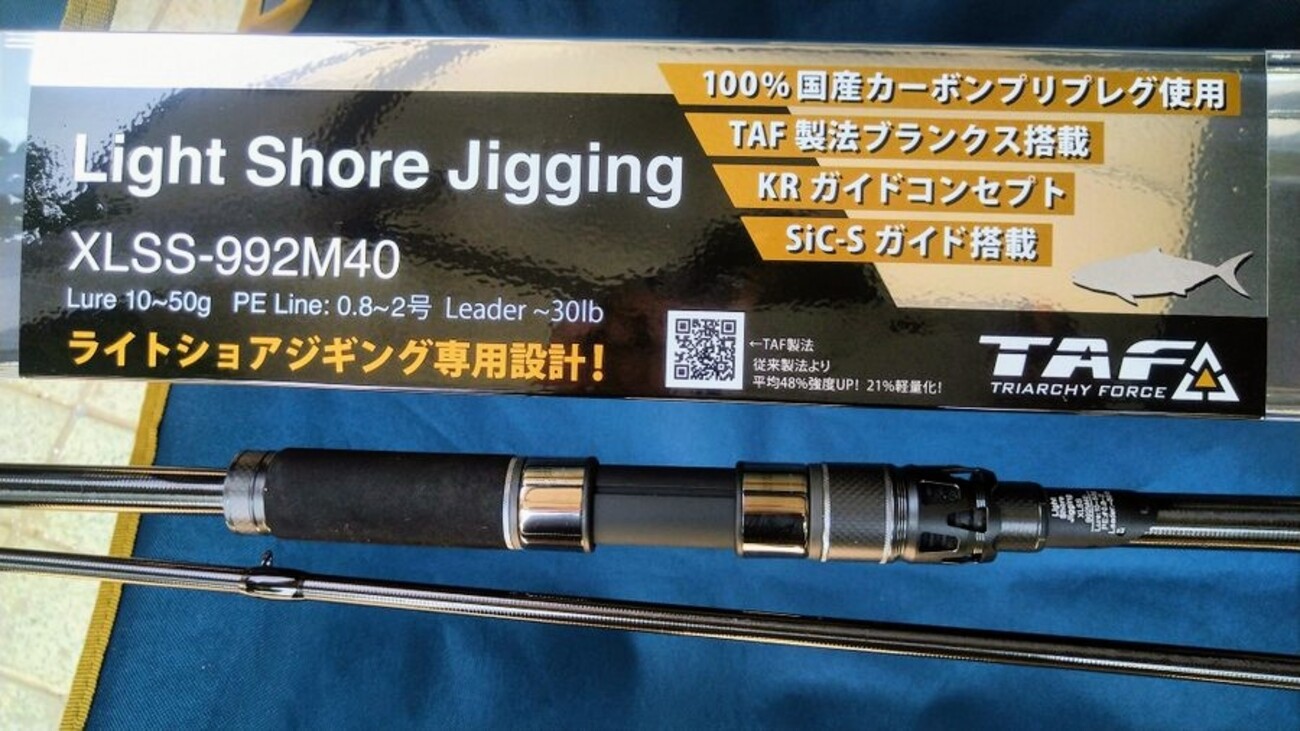 Light Shore Jigging
XLSS-992M40
Lure 10~50g PE Line: 0.8~2号 Leader ~30lb
ライトショアジギング専用設計!
100%国産カーボンプリプレグ使用
TAF 製法ブランクス搭載
KR ガイドコンセプト
SiC-S ガイド搭載
←TAF製法
従来製法より
平均48%強度UP! 21%軽量化!
TAF
TRIARCHY FORCE
Light
Shore
Jigging
XLSS